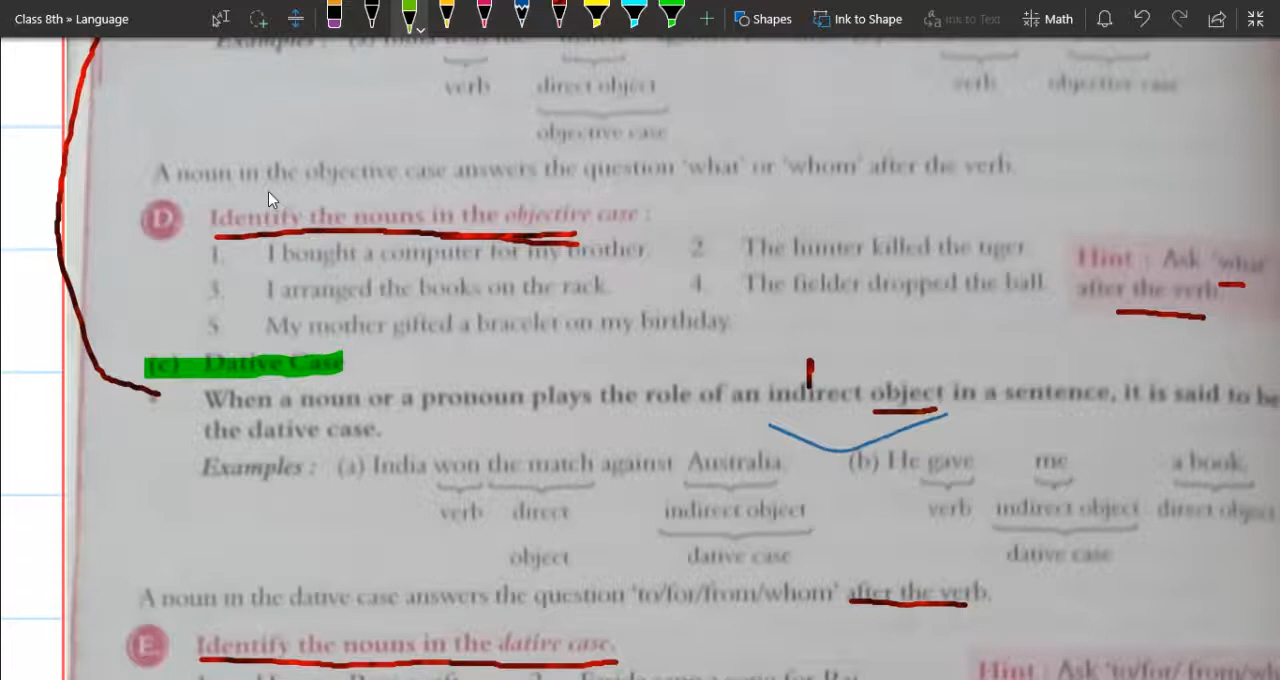 Class 8th » Language
Shapes
Ink to Shape
Ink to Text
Math
Examples : (a) India
verb direct object verb objective case
objective case
A noun in the objective case answers the question 'what' or 'whom' after the verb.
D Identify the nouns in the objective case :
1. I bought a computer for my brother. 2. The hunter killed the tiger.
3. I arranged the books on the rack. 4. The fielder dropped the ball.
5. My mother gifted a bracelet on my birthday.
Hint : Ask 'what'
after the verb.
(c) Dative Case
When a noun or a pronoun plays the role of an indirect object in a sentence, it is said to be
the dative case.
Examples : (a) India won the match against Australia. (b) He gave me a book.
verb direct indirect object verb indirect object direct object
object dative case dative case
A noun in the dative case answers the question 'to/for/from/whom' after the verb.
E. Identify the nouns in the dative case.
Hint : Ask 'to/for/from/wh